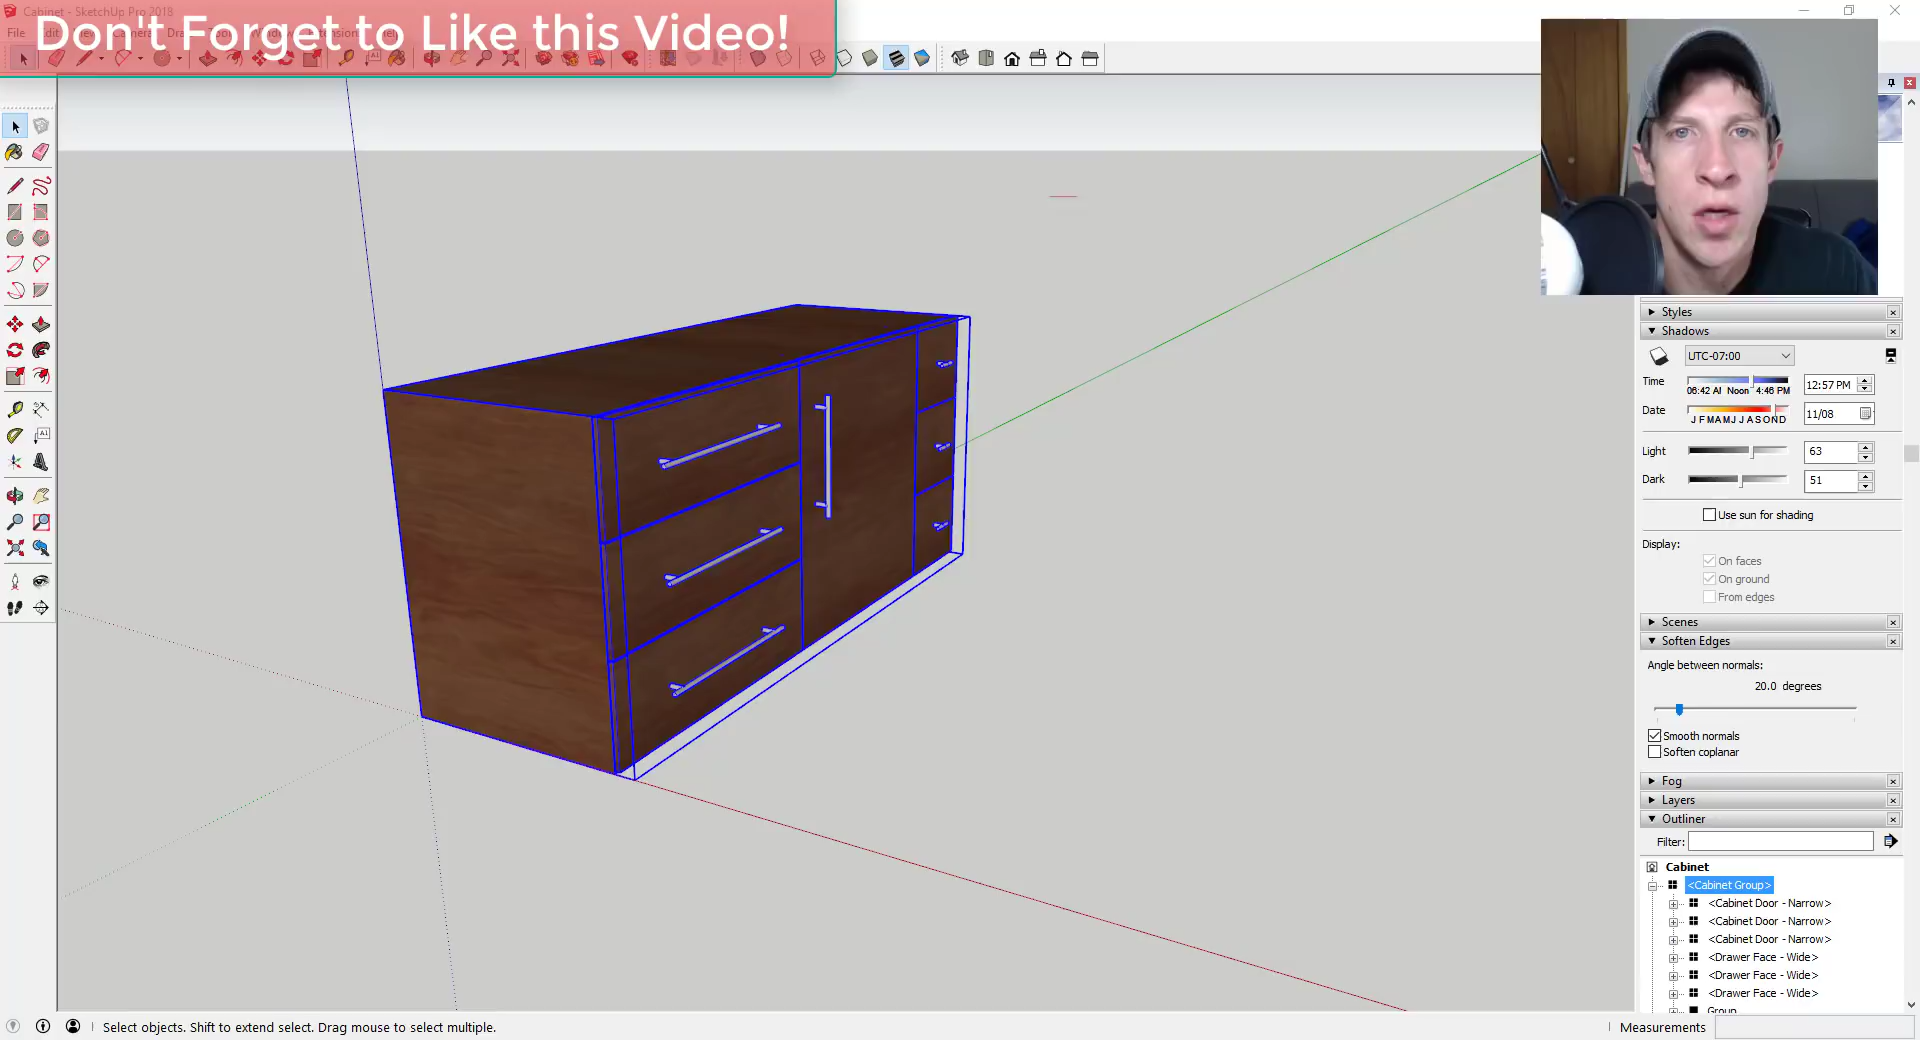 Cabinet - SketchUp Pro 2018
Don't Forget to Like this Video!
File
Styles
Shadows
UTC-07:00
Time
06:42 AM Noon 4:46 PM
12:57 PM
Date
J F M A M J J A S O N D
11/08
Light
63
Dark
51
Use sun for shading
Display:
On faces
On ground
From edges
Scenes
Soften Edges
Angle between normals:
20.0 degrees
Smooth normals
Soften coplanar
Fog
Layers
Outliner
Filter:
Cabinet
<Cabinet Group>
<Cabinet Door - Narrow>
<Cabinet Door - Narrow>
<Cabinet Door - Narrow>
<Drawer Face - Wide>
<Drawer Face - Wide>
<Drawer Face - Wide>
Group
Select objects. Shift to extend select. Drag mouse to select multiple.
Measurements